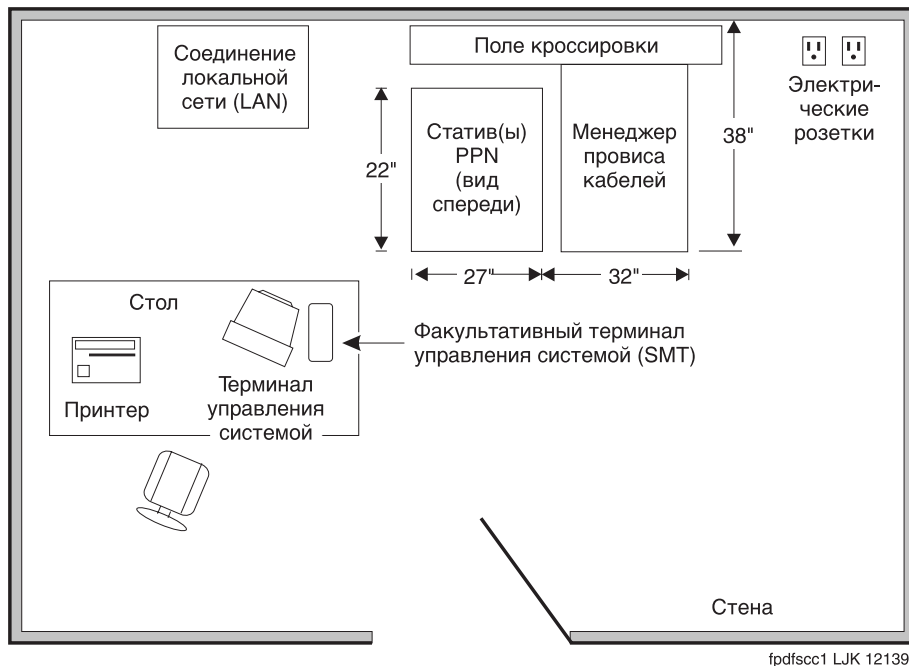 Соединение
локальной
сети (LAN)
Поле кроссировки
Электри-
ческие
розетки
38"
22"
Статив(ы)
PPN
(вид
спереди)
Менеджер
провиса
кабелей
27"
32"
Стол
Факультативный терминал
управления системой (SMT)
Принтер
Терминал
управления
системой
Стена
fpdfscc1 LJK 12139